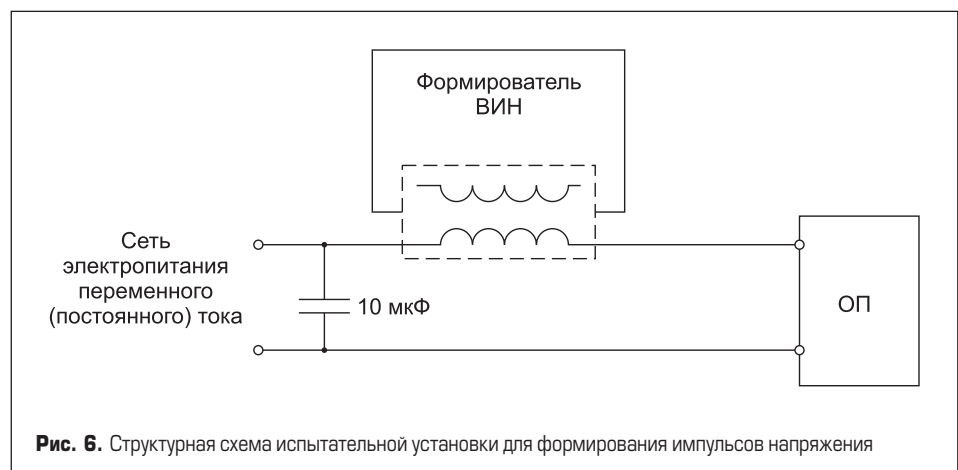 Формирователь
ВИН
Сеть
электропитания
переменного
(постоянного) тока
10 мкФ
ОП
Рис. 6. Структурная схема испытательной установки для формирования импульсов напряжения